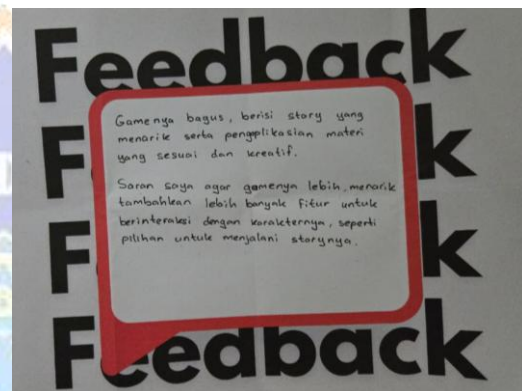 Feedback
Gamenya bagus, berisi story yang
menarik serta pengaplikasian materi
yang sesuai dan kreatif.
Saran saya agar gamenya lebih menarik
tambahkan lebih banyak fitur untuk
berinteraksi dengan karakternya, seperti
pilihan untuk menjalani storynya.
F k
F k
Feedback